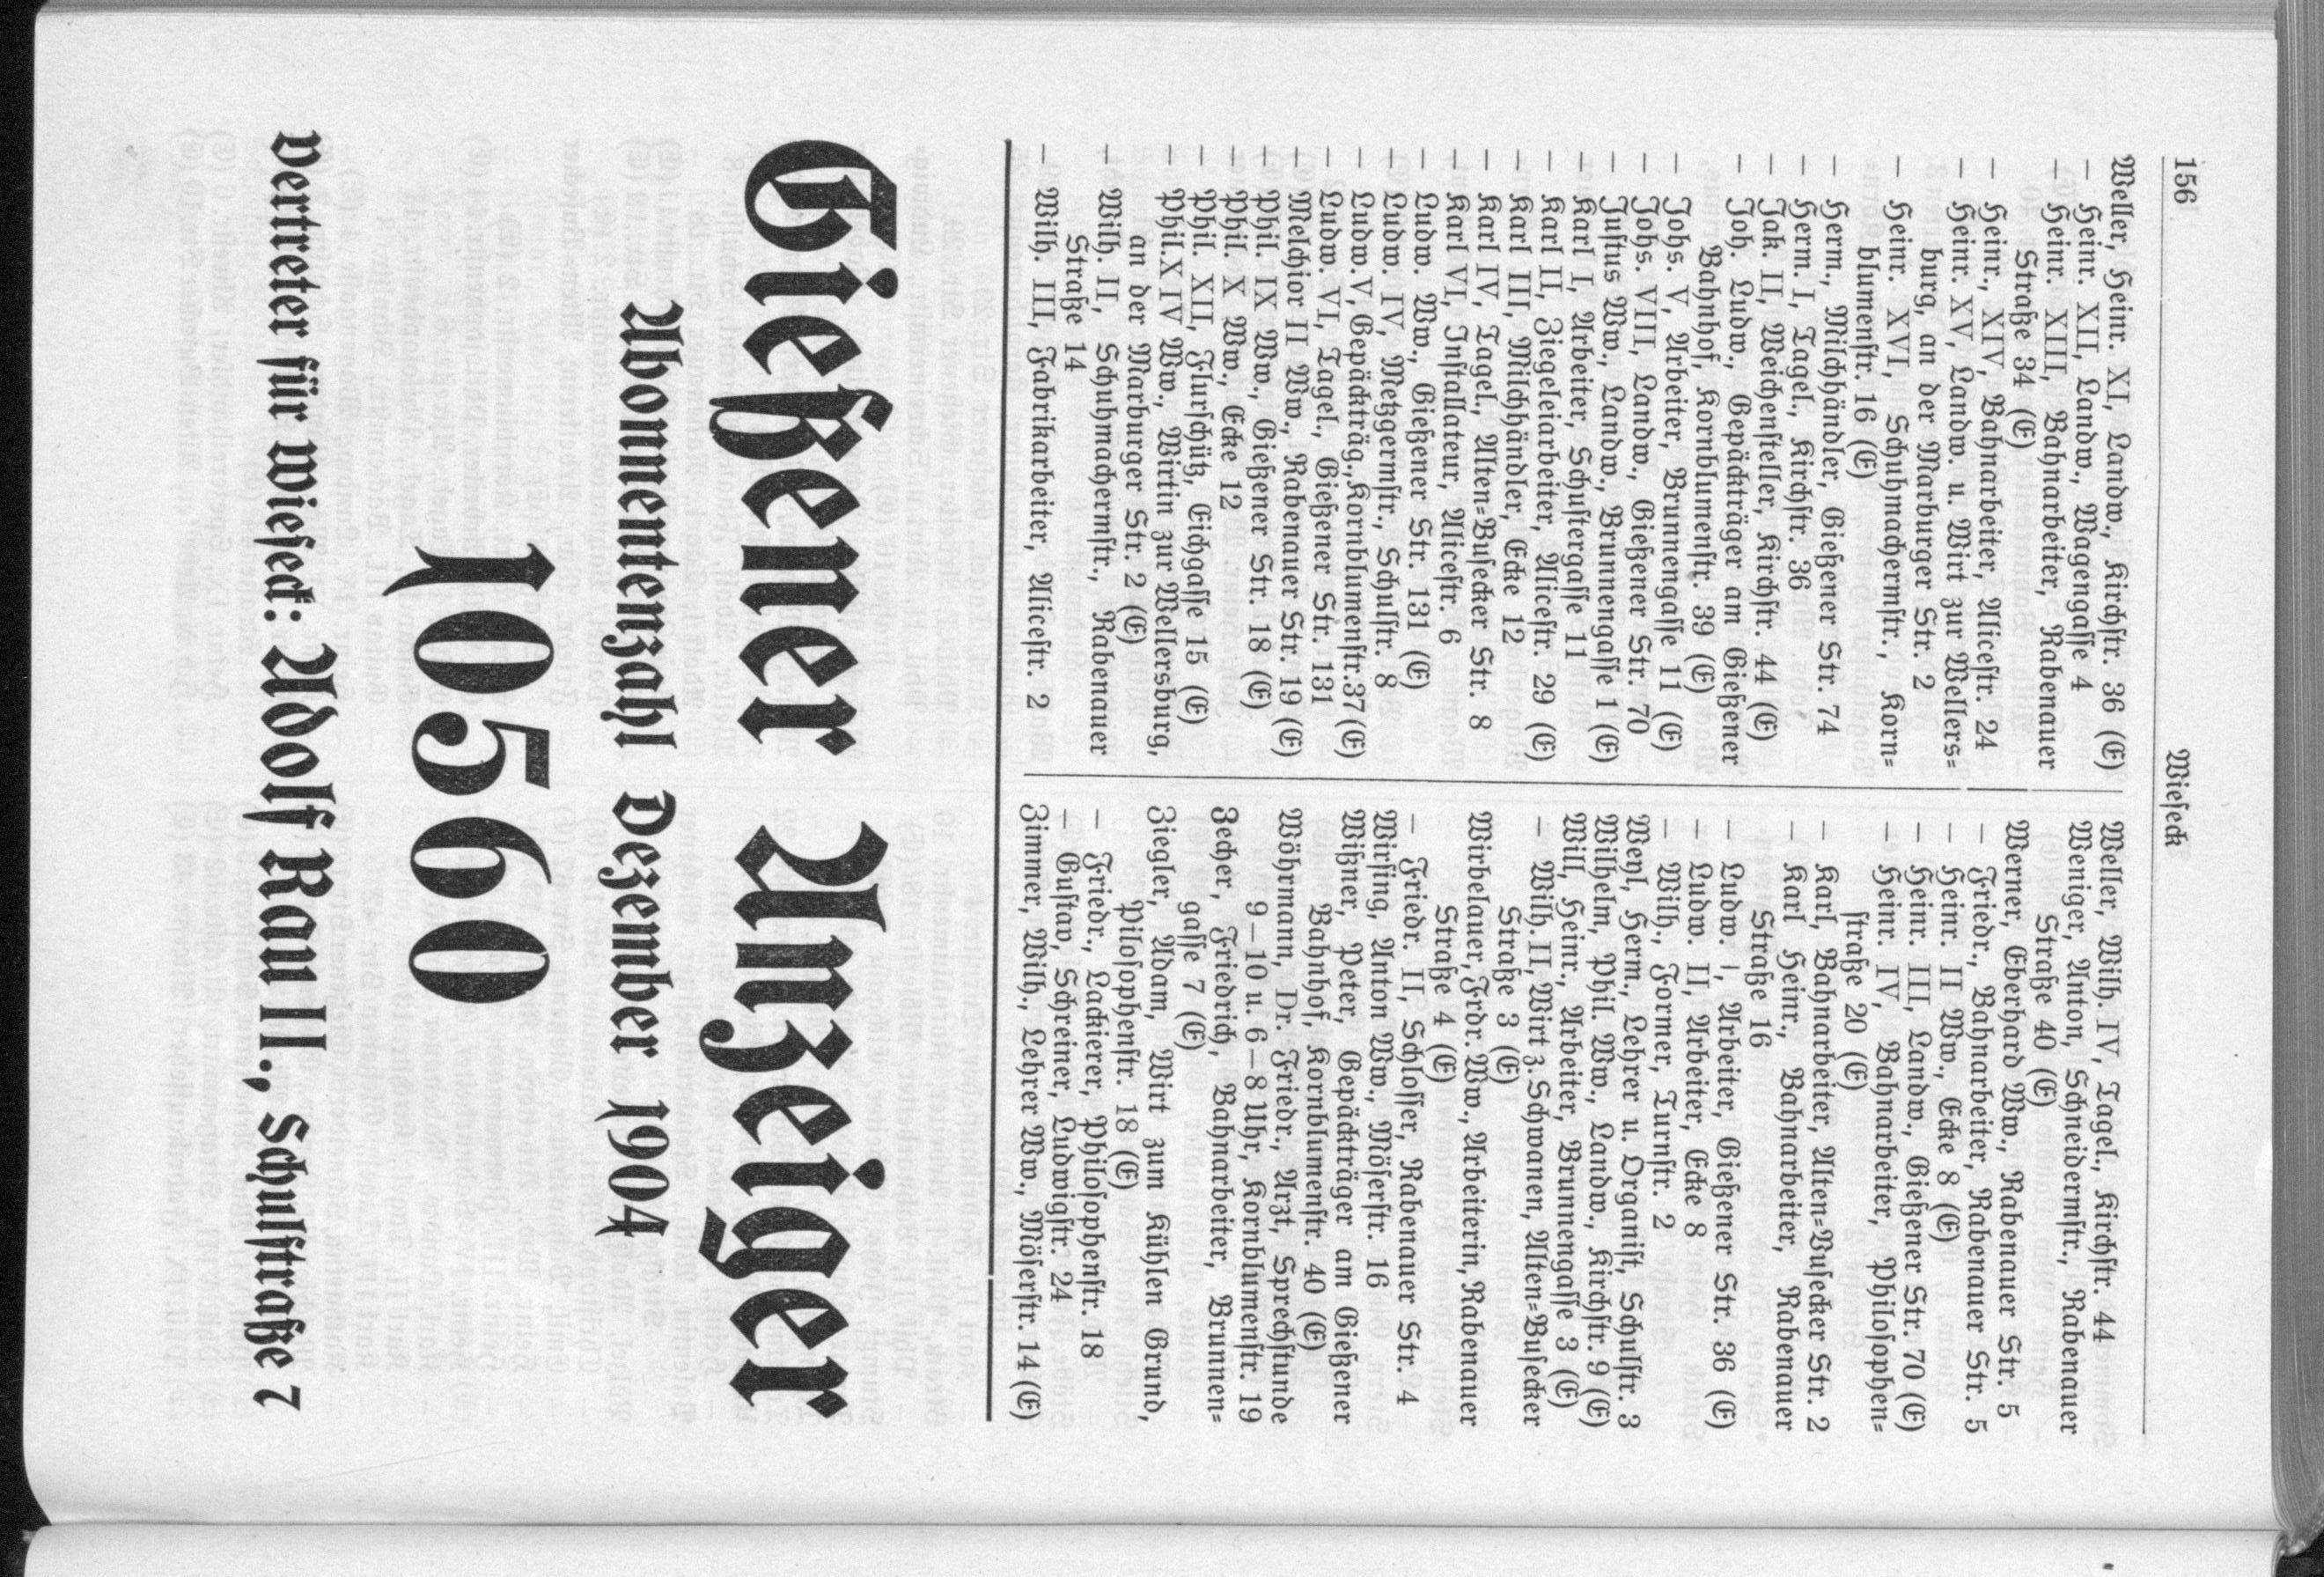 156 Wieseck
Weller, Heinr. XI, Landw., Kirchstr. 36 (E)
— Heinr. XII, Landw., Wagengasse 4
— Heinr. XIII, Bahnarbeiter, Rabenauer
Straße 34 (E)
— Heinr., XIV, Bahnarbeiter, Alicestr. 24
— Heinr. XV, Landw. u. Wirt zur Wellers=
burg, an der Marburger Str. 2
— Heinr. XVI, Schuhmachermstr., Korn=
blumenstr. 16 (E)
— Herm., Milchhändler, Gießener Str. 74
— Herm. I, Tagel., Kirchstr. 36
— Jak. II, Weichensteller, Kirchstr. 44 (E)
— Joh. Ludw., Gepäckträger am Gießener
Bahnhof, Kornblumenstr. 39 (E)
— Johs. V, Arbeiter, Brunnengasse 11 (E)
— Johs. VIII, Landw., Gießener Str. 70
— Justus Ww., Landw., Brunnengasse 1 (E)
— Karl I, Arbeiter, Schustergasse 11
— Karl II, Ziegeleiarbeiter, Alicestr. 29 (E)
— Karl III, Milchhändler, Ecke 12
— Karl IV, Tagel., Alten=Busecker Str. 8
— Karl VI, Installateur, Alicestr. 6
— Ludw. Ww., Gießener Str. 131 (E)
— Ludw. IV, Metzgermstr., Schulstr. 8
— Ludw. V, Gepäckträg., Kornblumenstr. 37 (E)
— Ludw. VI, Tagel., Gießener Str. 131
— Melchior II Ww., Rabenauer Str. 19 (E)
— Phil. IX Ww., Gießener Str. 18 (E)
— Phil. X Ww., Ecke 12
— Phil. XII, Flurschütz, Eichgasse 15 (E)
— Phil. XIV Ww., Wirtin zur Wellersburg,
an der Marburger Str. 2 (E)
— Wilh. II, Schuhmachermstr., Rabenauer
Straße 14
— Wilh. III, Fabrikarbeiter, Alicestr. 2
Weller, Wilh. IV, Tagel., Kirchstr. 44
Weniger, Anton, Schneidermstr., Rabenauer
Straße 40 (E)
Werner, Eberhard Ww., Rabenauer Str. 5
— Friedr., Bahnarbeiter, Rabenauer Str. 5
— Heinr. II Ww., Ecke 8 (E)
— Heinr. III, Landw., Gießener Str. 70 (E)
— Heinr. IV, Bahnarbeiter, Philosophen=
straße 20 (E)
— Karl, Bahnarbeiter, Alten=Busecker Str. 2
— Karl Heinr., Bahnarbeiter, Rabenauer
Straße 16
— Ludw. I, Arbeiter, Gießener Str. 36 (E)
— Ludw. II, Arbeiter, Ecke 8
— Wilh., Former, Turnstr. 2
Weyl, Herm., Lehrer u. Organist, Schulstr. 3
Wilhelm, Phil. Ww., Landw., Kirchstr. 9 (E)
Will, Heinr., Arbeiter, Brunnengasse 3 (E)
— Wilh. II, Wirt z. Schwanen, Alten=Busecker
Straße 3 (E)
Wirbelauer, Frdr. Ww., Arbeiterin, Rabenauer
Straße 4 (E)
— Friedr. II, Schlosser, Rabenauer Str. 4
Wirsing, Anton Ww., Möserstr. 16
Wißner, Peter, Gepäckträger am Gießener
Bahnhof, Kornblumenstr. 40 (E)
Wöhrmann, Dr. Friedr., Arzt, Sprechstunde
9–10 u. 6–8 Uhr, Kornblumenstr. 19
Zecher, Friedrich, Bahnarbeiter, Brunnen=
gasse 7 (E)
Ziegler, Adam, Wirt zum Kühlen Grund,
Pilosophenstr. 18 (E)
— Friedr., Lackierer, Philosophenstr. 18
— Gustav, Schreiner, Ludwigstr. 24
Zimmer, Wilh., Lehrer Ww., Möserstr. 14 (E)
Gießener Anzeiger
Abonnentenzahl Dezember 1904
10560
Vertreter für Wieseck: Adolf Rau II., Schulstraße 7